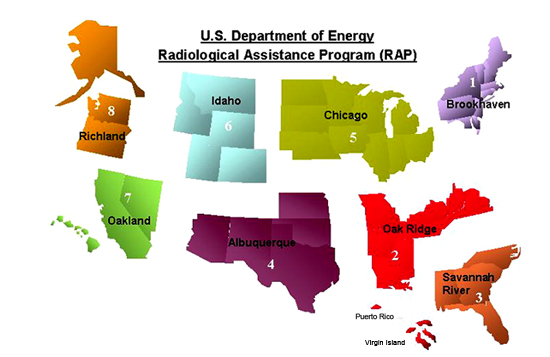 U.S. Department of Energy
Radiological Assistance Program (RAP)
8
Richland
Idaho
6
Chicago
5
1
Brookhaven
7
Oakland
Albuquerque
4
Oak Ridge
2
Savannah
River
3
Puerto Rico
Virgin Island